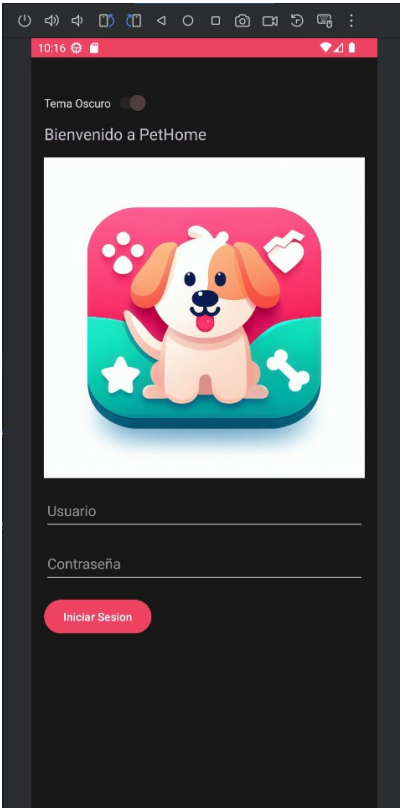 10:16
Tema Oscuro
Bienvenido a PetHome
Usuario
Contraseña
Iniciar Sesion